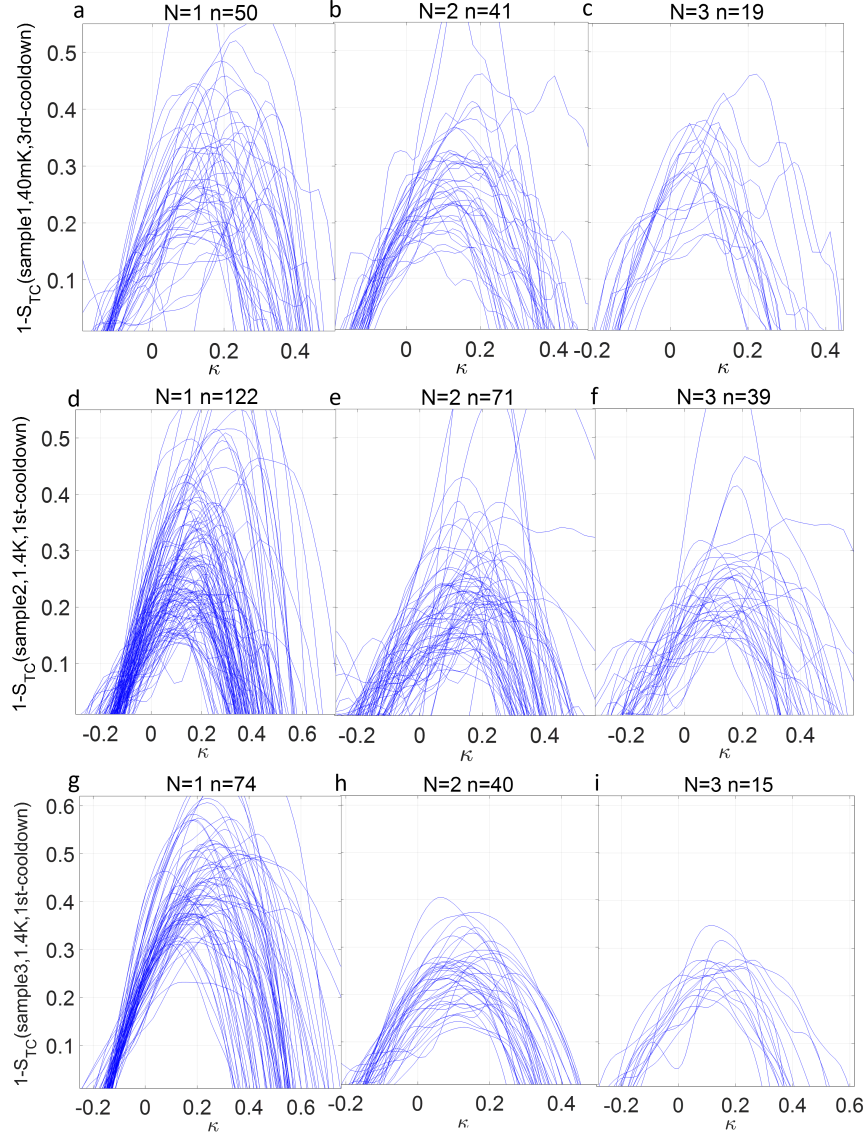 a N=1 n=50 b N=2 n=41 c N=3 n=19
1-S_TC(sample1,40mK,3rd-cooldown)
0.5
0.4
0.3
0.2
0.1
0 0.2 0.4 0 0.2 0.4 -0.2 0 0.2 0.4
κ κ κ
d N=1 n=122 e N=2 n=71 f N=3 n=39
1-S_TC(sample2,1.4K,1st-cooldown)
0.5
0.4
0.3
0.2
0.1
-0.2 0 0.2 0.4 0.6 -0.2 0 0.2 0.4 -0.2 0 0.2 0.4
κ κ κ
g N=1 n=74 h N=2 n=40 i N=3 n=15
1-S_TC(sample3,1.4K,1st-cooldown)
0.6
0.5
0.4
0.3
0.2
0.1
-0.2 0 0.2 0.4 0.6 -0.2 0 0.2 0.4 -0.2 0 0.2 0.4 0.6
κ κ κ